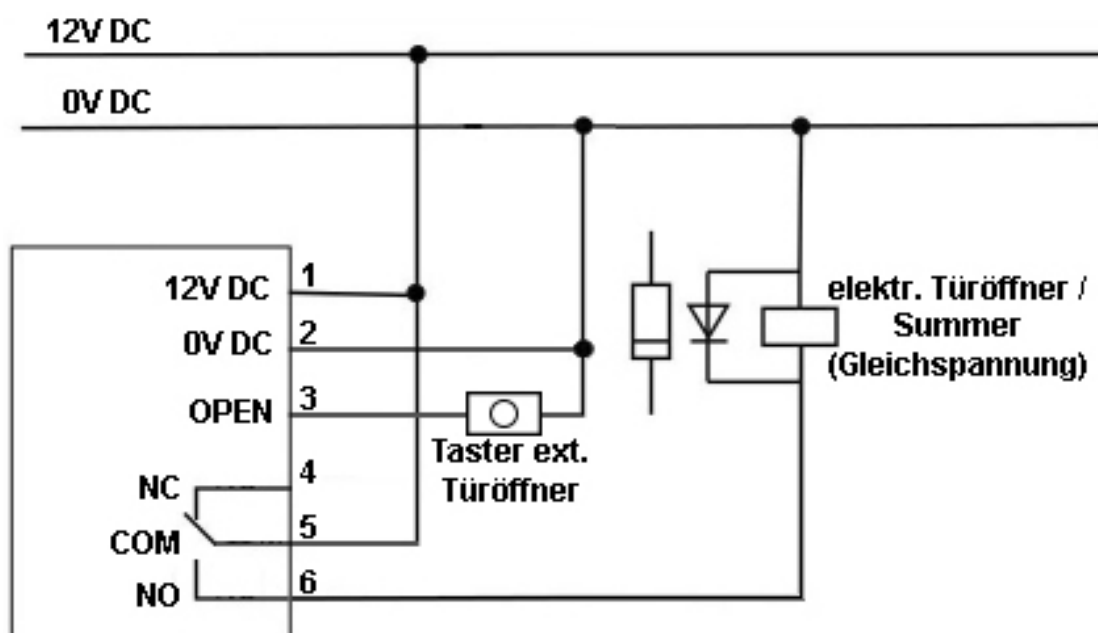 12V DC
0V DC
12V DC 1
0V DC 2
OPEN 3
NC 4
COM 5
NO 6
Taster ext.
Türöffner
elektr. Türöffner /
Summer
(Gleichspannung)